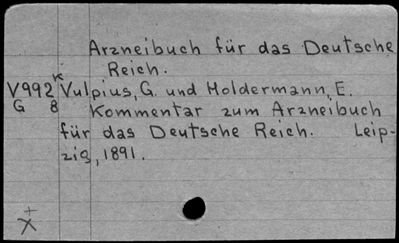 Arzneibuch für das Deutsche
Reich.
V992 K Vulpius, G. und Holdermann, E.
G 8 Kommentar zum Arzneibuch
für das Deutsche Reich. Leip-
zig, 1891.